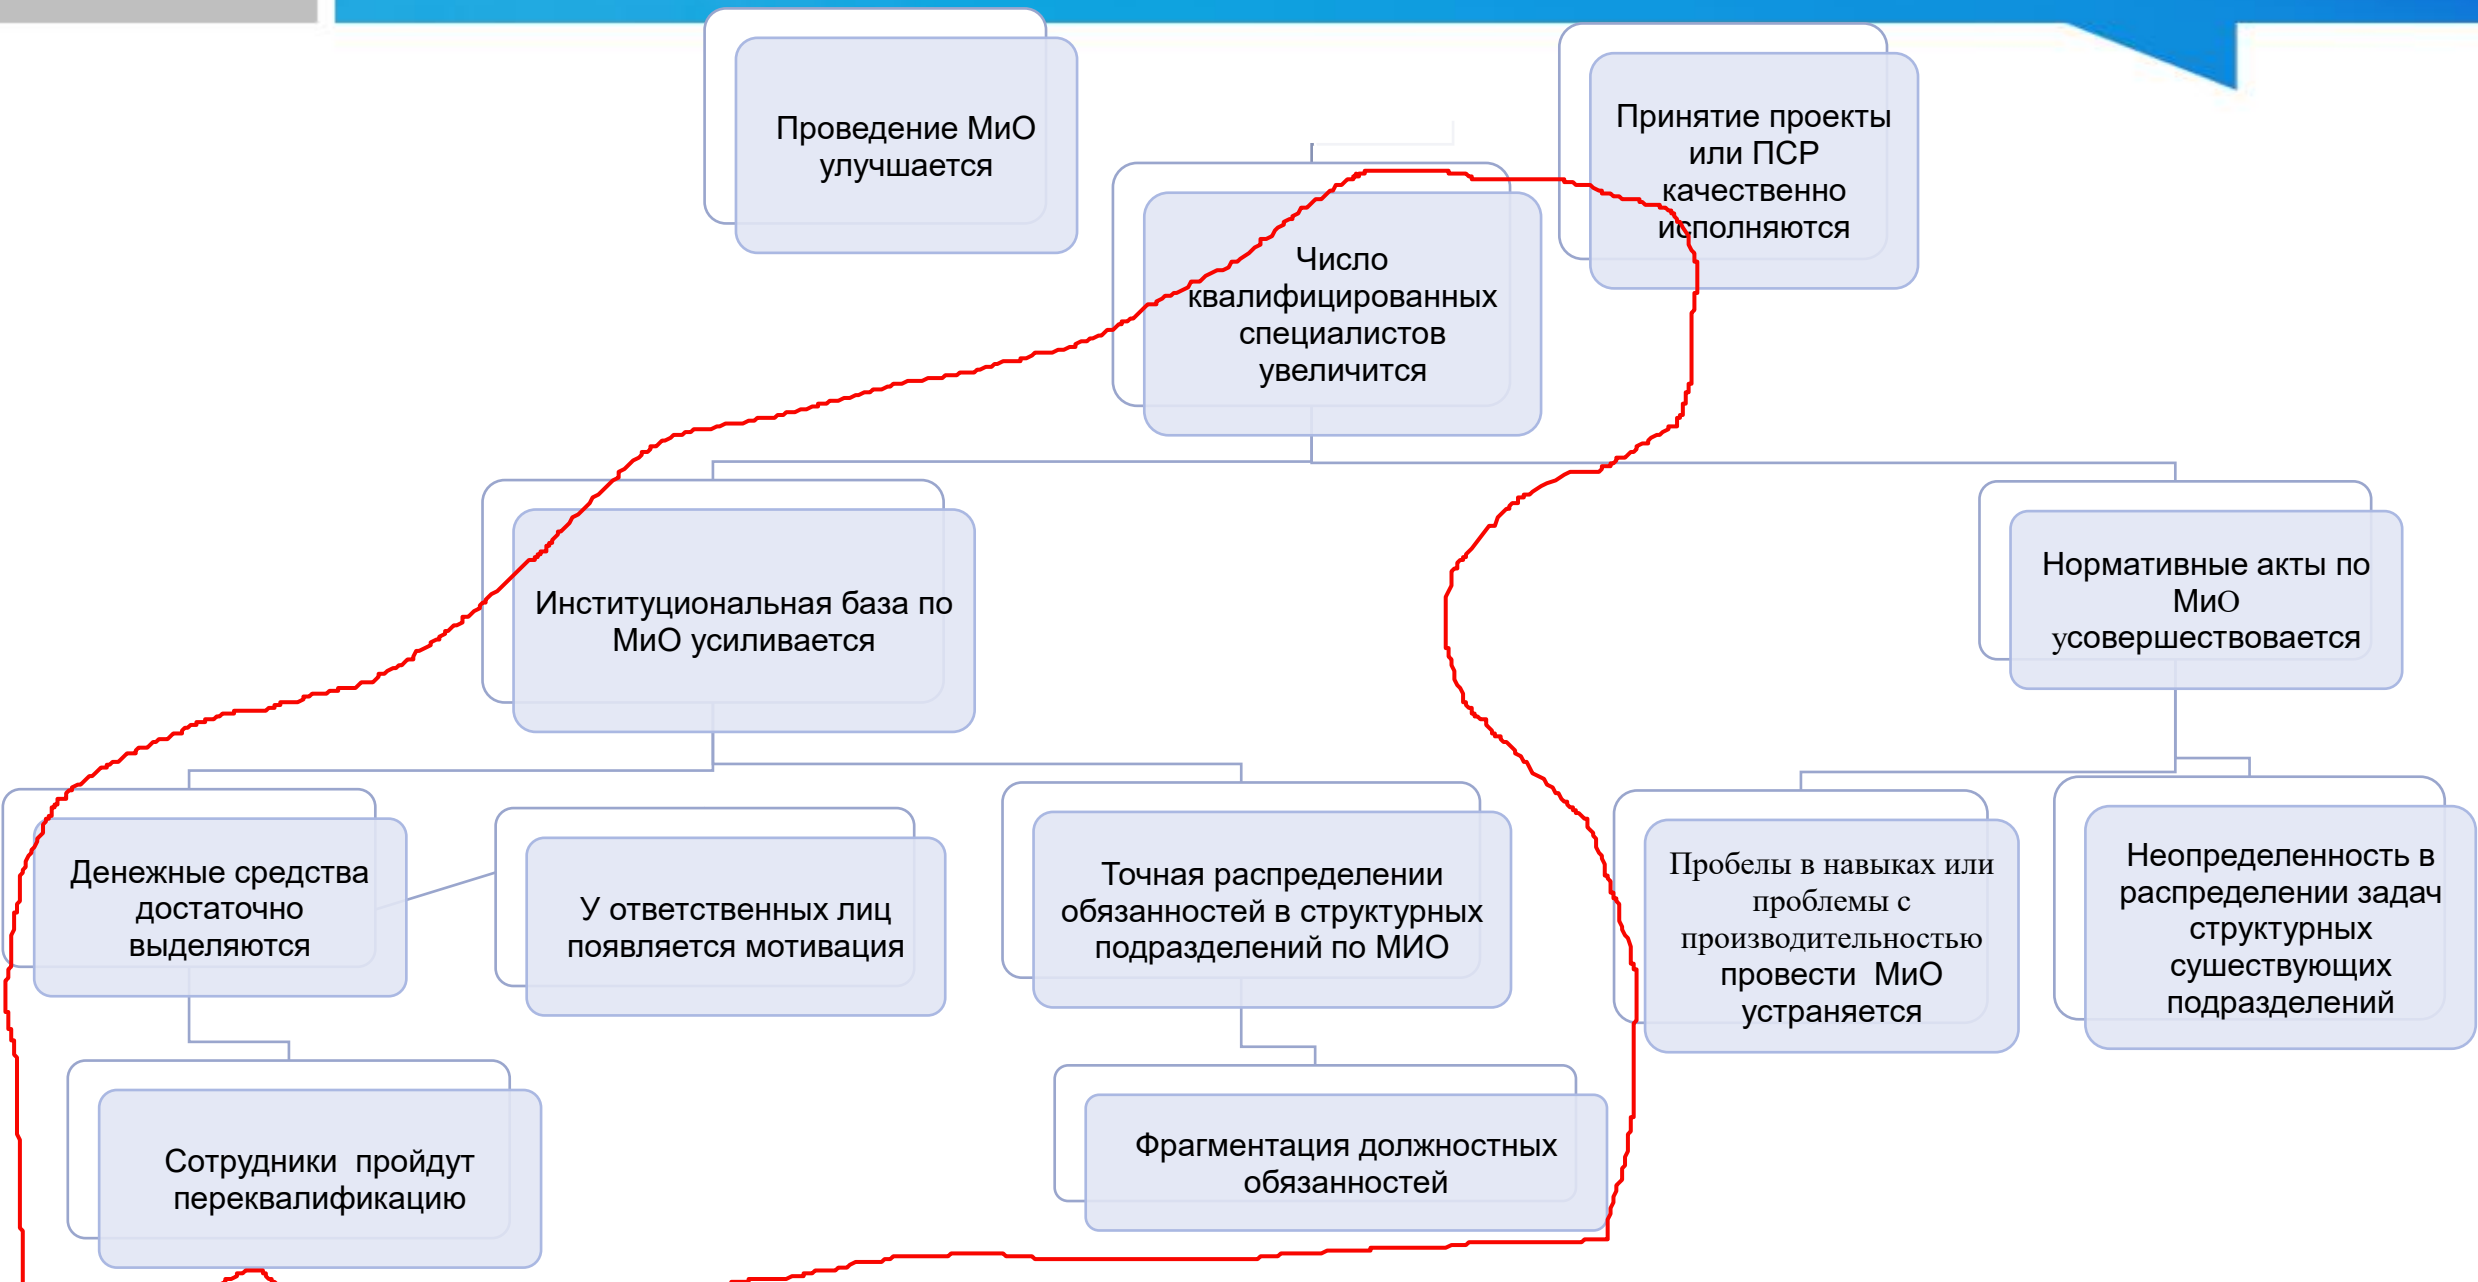 Проведение МиО
улучшается
Принятие проекты
или ПСР
качественно
исполняются
Число
квалифицированных
специалистов
увеличится
Институциональная база по
МиО усиливается
Нормативные акты по
МиО
усовершествовается
Денежные средства
достаточно
выделяются
У ответственных лиц
появляется мотивация
Точная распределении
обязанностей в структурных
подразделений по МИО
Пробелы в навыках или
проблемы с
производительностью
провести МиО
устраняется
Неопределенность в
распределении задач
структурных
сушествующих
подразделений
Сотрудники пройдут
переквалификацию
Фрагментация должностных
обязанностей